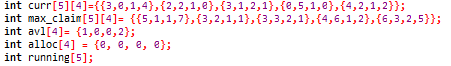 int curr[5][4]={{3,0,1,4},{2,2,1,0},{3,1,2,1},{0,5,1,0},{4,2,1,2}};
int max_claim[5][4]= {{5,1,1,7},{3,2,1,1},{3,3,2,1},{4,6,1,2},{6,3,2,5}};
int avl[4]= {1,0,0,2};
int alloc[4] = {0, 0, 0, 0};
int running[5];